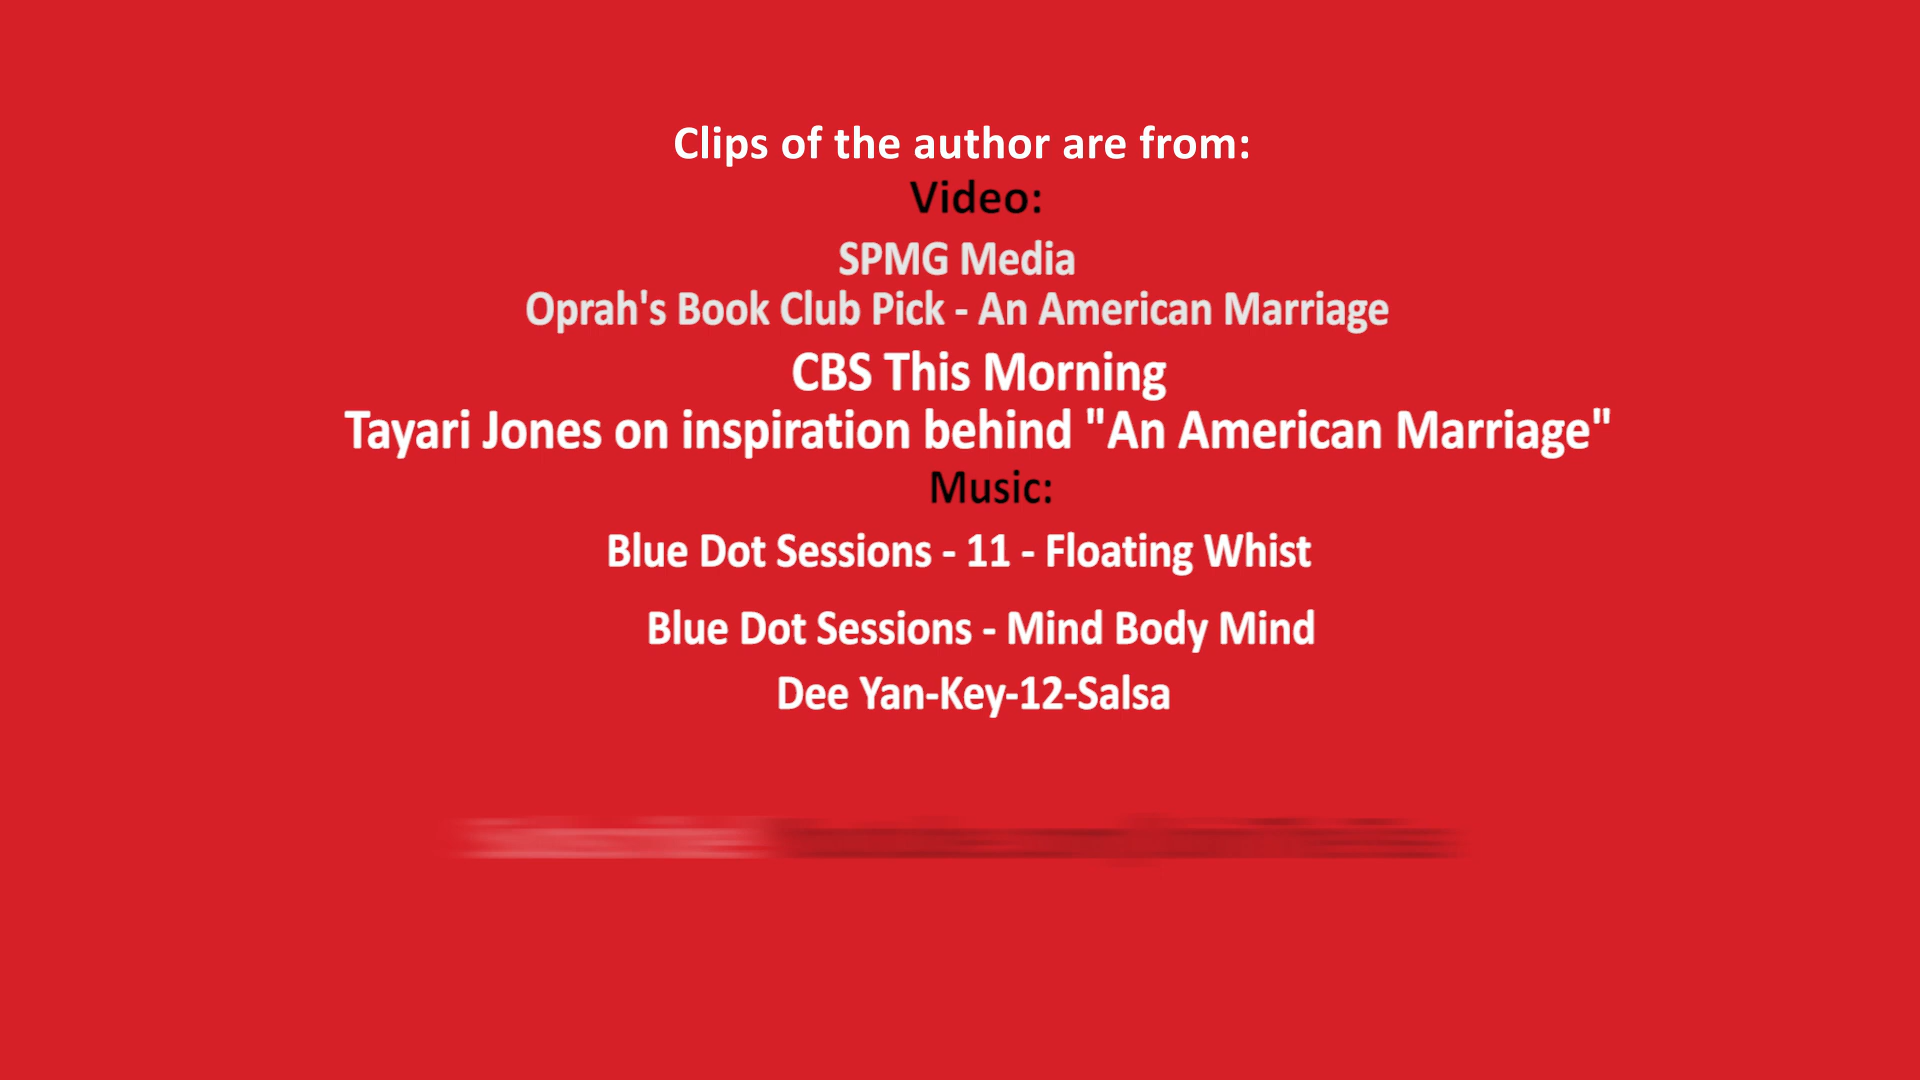 Clips of the author are from:
Video:
SPMG Media
Oprah's Book Club Pick - An American Marriage
CBS This Morning
Tayari Jones on inspiration behind "An American Marriage"
Music:
Blue Dot Sessions - 11 - Floating Whist
Blue Dot Sessions - Mind Body Mind
Dee Yan-Key-12-Salsa